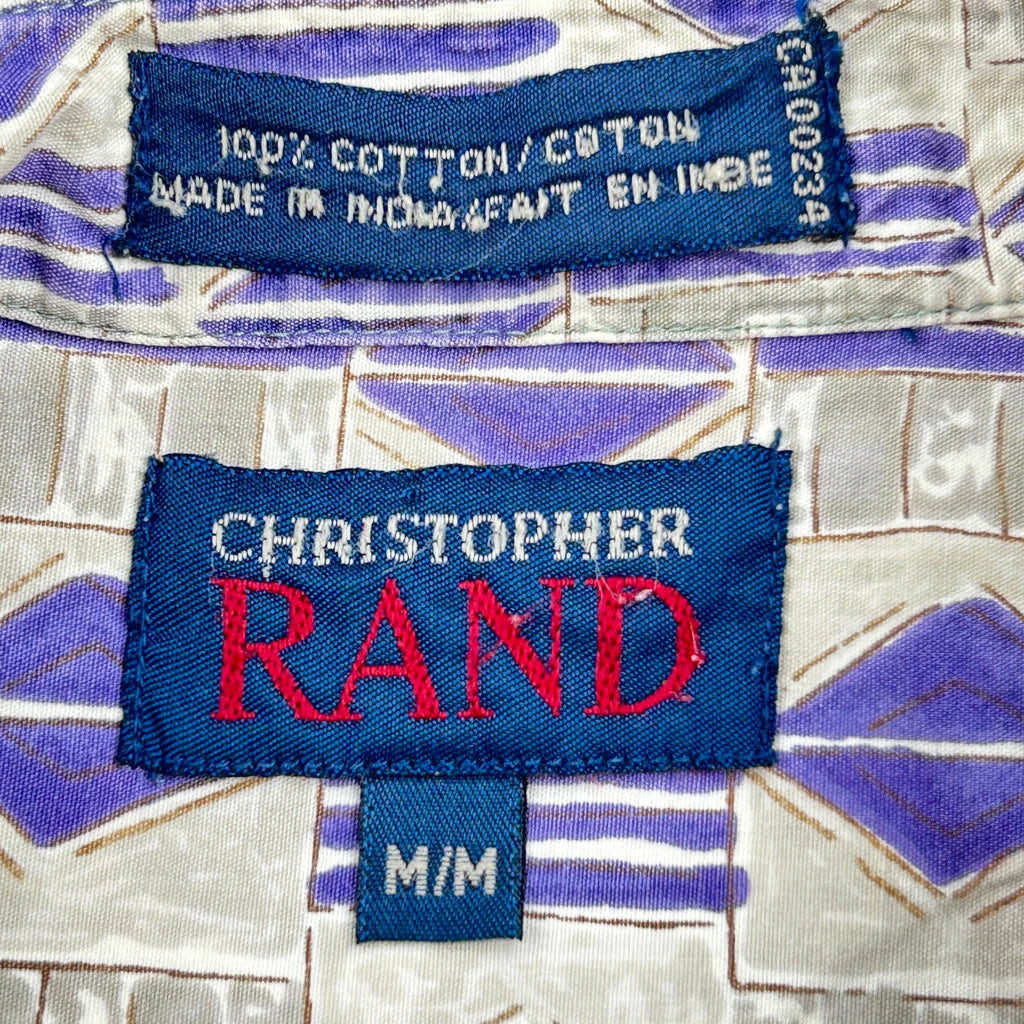 100% COTTON/COTON
MADE IN INDIA/FAIT EN INDE
CA00234
CHRISTOPHER
RAND
M/M